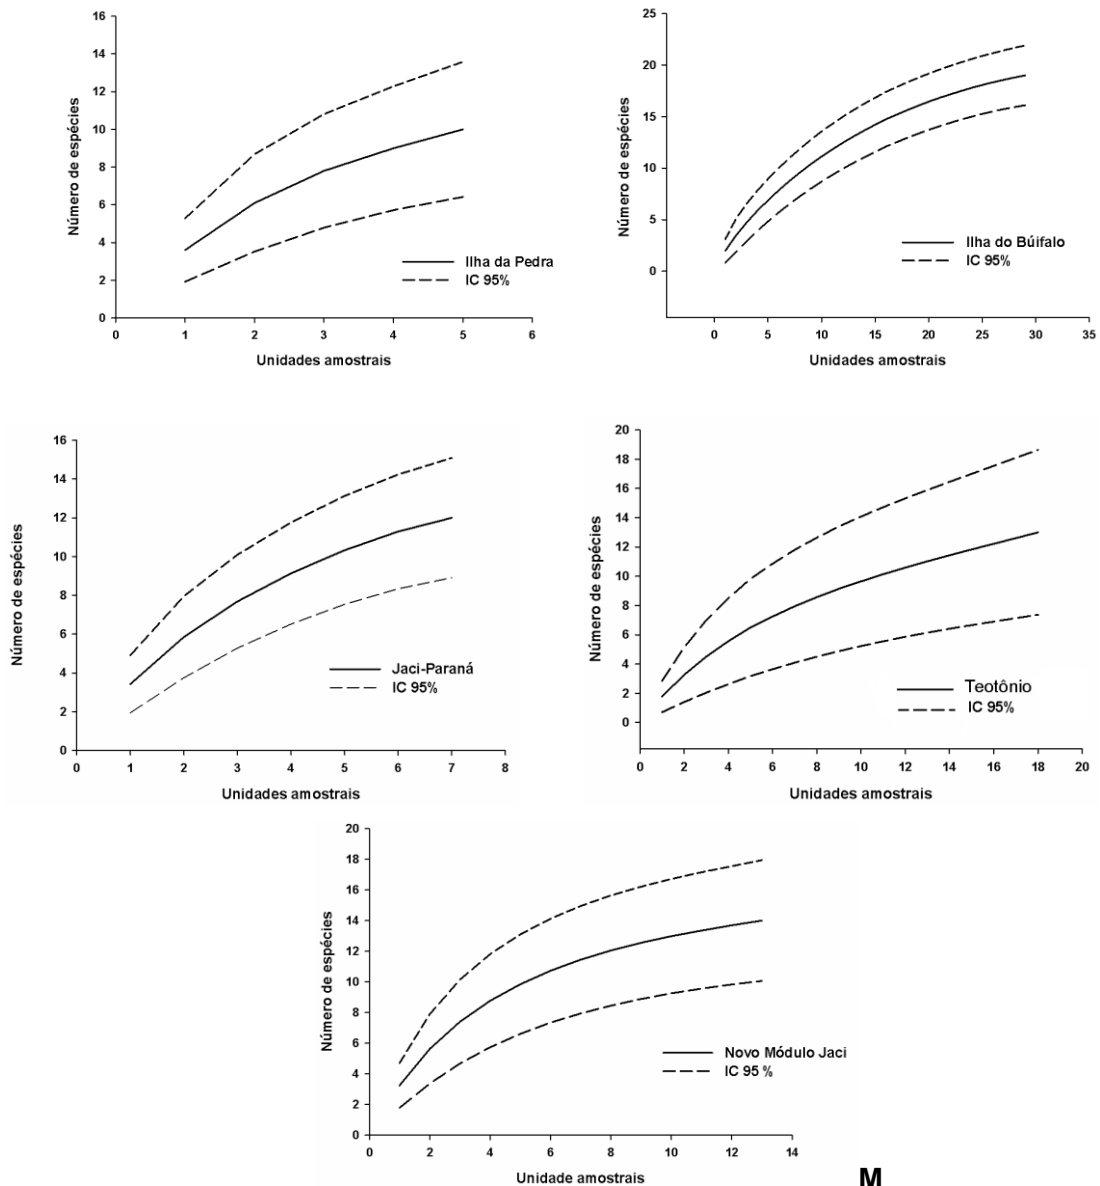 16
14
12
10
8
6
4
2
0
Número de espécies
0 1 2 3 4 5 6
Unidades amostrais
Ilha da Pedra
IC 95%
25
20
15
10
5
0
Número de espécies
0 5 10 15 20 25 30 35
Unidades amostrais
Ilha do Búifalo
IC 95%
16
14
12
10
8
6
4
2
0
Número de espécies
0 1 2 3 4 5 6 7 8
Unidades amostrais
Jaci-Paraná
IC 95%
20
18
16
14
12
10
8
6
4
2
0
Número de espécies
0 2 4 6 8 10 12 14 16 18 20
Unidades amostrais
Teotônio
IC 95%
20
18
16
14
12
10
8
6
4
2
0
Número de espécies
0 2 4 6 8 10 12 14
Unidade amostrais
Novo Módulo Jaci
IC 95 %
M